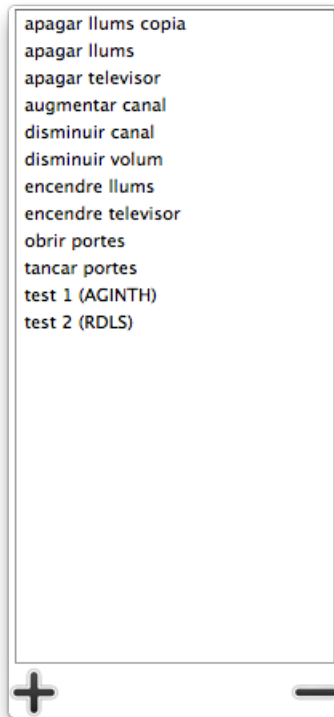 apagar llums copia
apagar llums
apagar televisor
augmentar canal
disminuir canal
disminuir volum
encendre llums
encendre televisor
obrir portes
tancar portes
test 1 (AGINTH)
test 2 (RDLS)